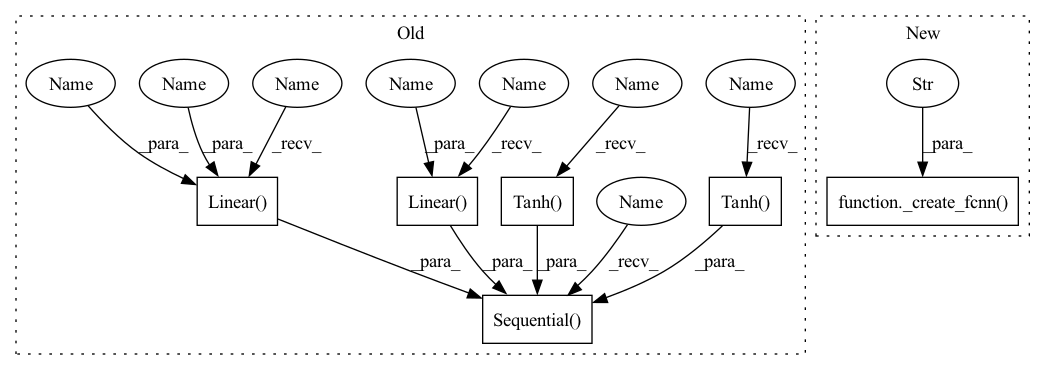 Old
New
Name Name Name Name Name Name Name Str
_para_ _para_ _recv_ _para_ _recv_ _recv_ _recv_ _para_
Linear() Linear() Tanh() Name Tanh() function._create_fcnn()
_para_ _para_ _para_ _recv_ _para_
Sequential()